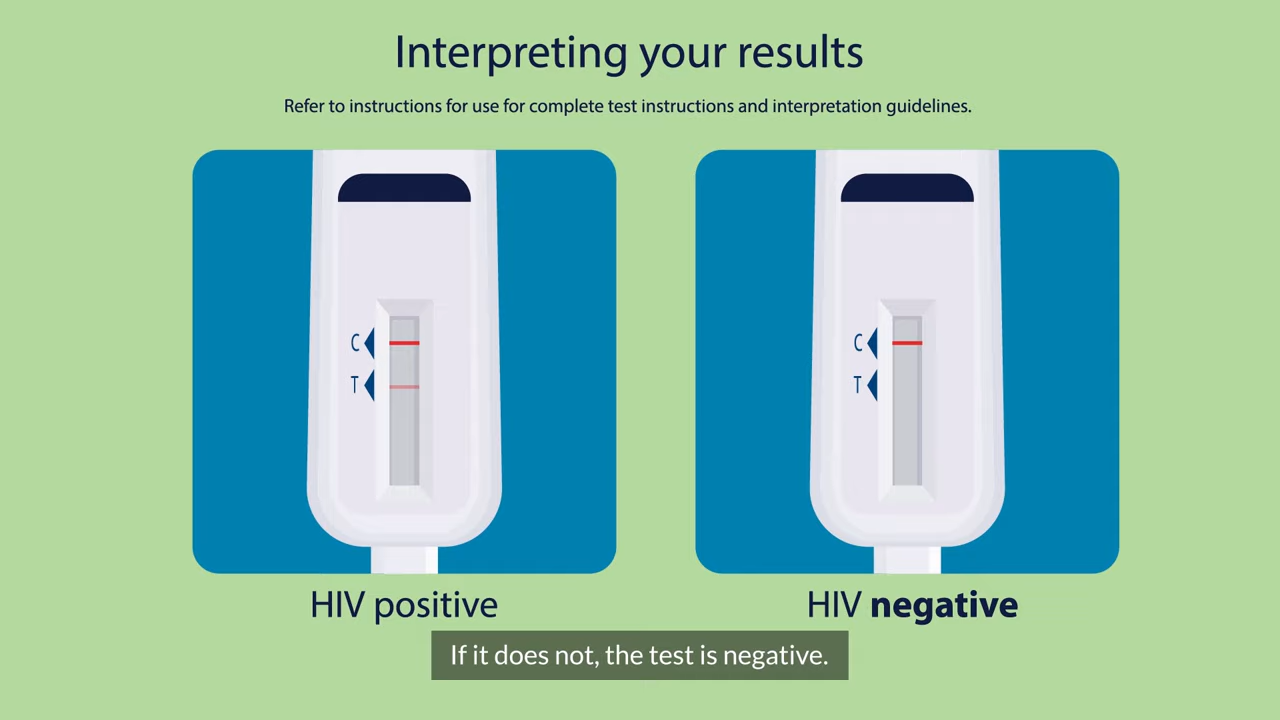 Interpreting your results
Refer to instructions for use for complete test instructions and interpretation guidelines.
C
T
C
T
HIV positive
HIV negative
If it does not, the test is negative.